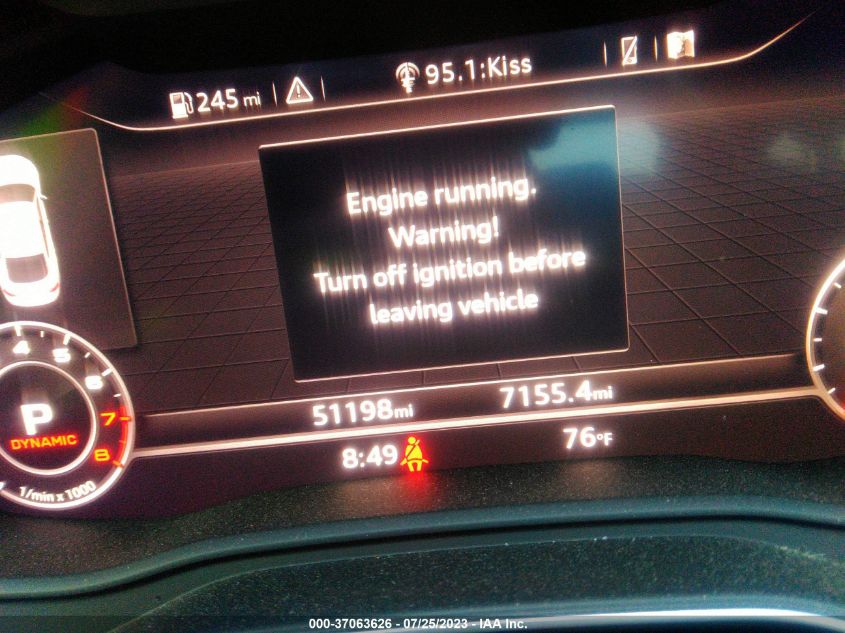 245 mi
95.1:Kiss
Engine running.
Warning!
Turn off ignition before
leaving vehicle
4 5 6 7 8
P
DYNAMIC
1/min x 1000
51198mi
7155.4mi
8:49
76°F
000-37063626 - 07/25/2023 - IAA Inc.